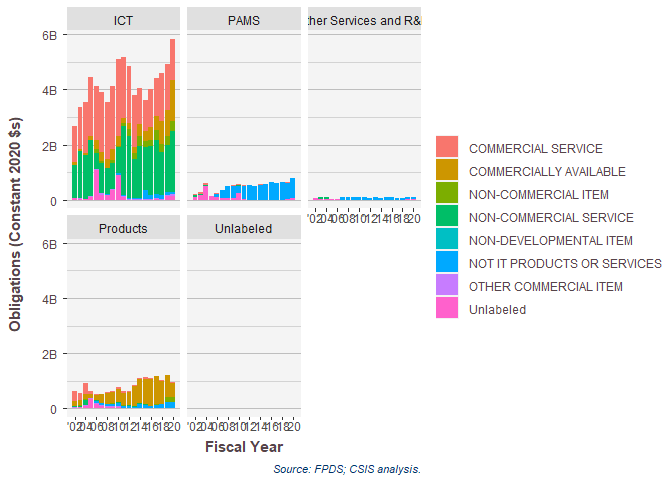 ICT
PAMS
ther Services and R&
6B
4B
2B
0
'02 04 06 08 10 12 14 16 18 20
Products
Unlabeled
6B
4B
2B
0
'02 04 06 08 10 12 14 16 18 20
'02 04 06 08 10 12 14 16 18 20
Fiscal Year
Obligations (Constant 2020 $s)
COMMERCIAL SERVICE
COMMERCIALLY AVAILABLE
NON-COMMERCIAL ITEM
NON-COMMERCIAL SERVICE
NON-DEVELOPMENTAL ITEM
NOT IT PRODUCTS OR SERVICES
OTHER COMMERCIAL ITEM
Unlabeled
Source: FPDS; CSIS analysis.